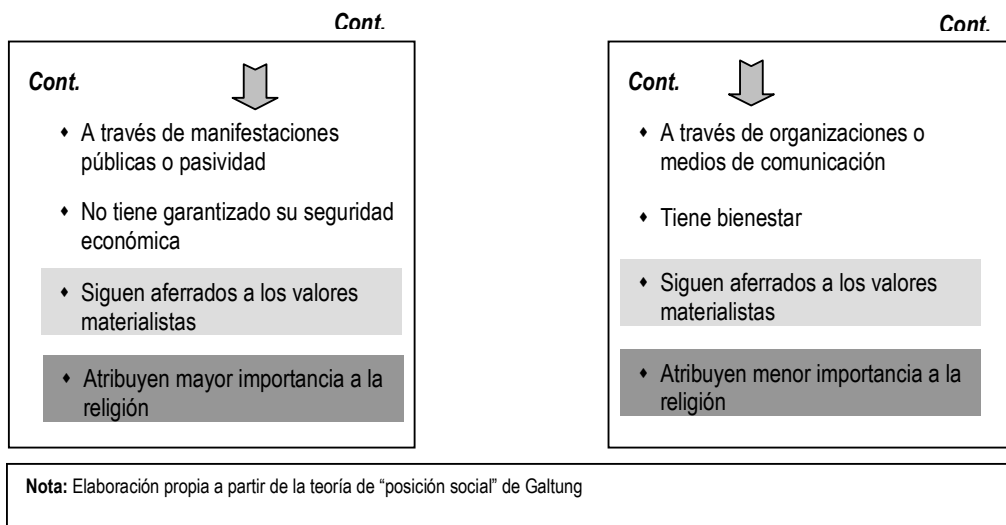 Cont.
Cont.
Cont.
♦ A través de manifestaciones
públicas o pasividad
♦ No tiene garantizado su seguridad
económica
♦ Siguen aferrados a los valores
materialistas
♦ Atribuyen mayor importancia a la
religión
Cont.
♦ A través de organizaciones o
medios de comunicación
♦ Tiene bienestar
♦ Siguen aferrados a los valores
materialistas
♦ Atribuyen menor importancia a la
religión
Nota: Elaboración propia a partir de la teoría de “posición social” de Galtung